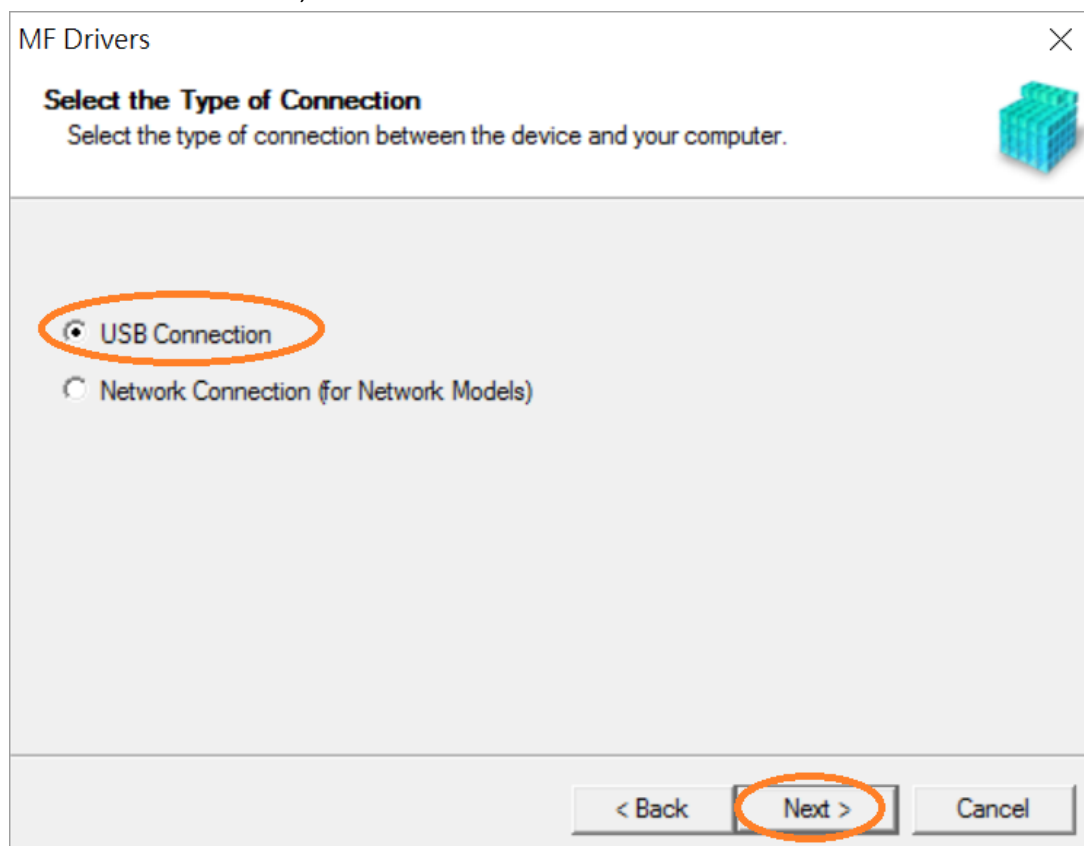 MF Drivers
Select the Type of Connection
Select the type of connection between the device and your computer.
USB Connection
Network Connection (for Network Models)
< Back
Next >
Cancel